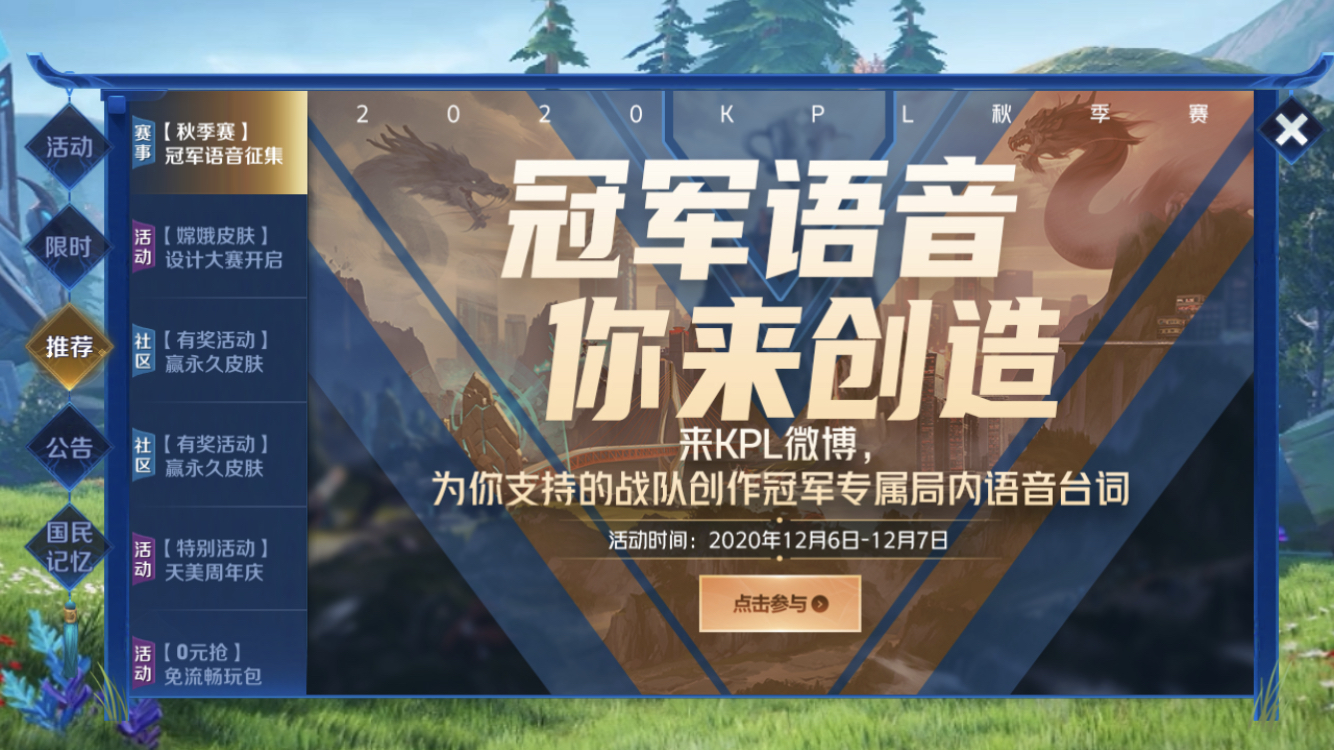 活动
限时
推荐
公告
国民
记忆
赛事
【秋季赛】
冠军语音征集
活动
【嫦娥皮肤】
设计大赛开启
社区
【有奖活动】
赢永久皮肤
社区
【有奖活动】
赢永久皮肤
活动
【特别活动】
天美周年庆
活动
【0元抢】
免流畅玩包
2020KPL秋季赛
冠军语音
你来创造
来KPL微博，
为你支持的战队创作冠军专属局内语音台词
活动时间：2020年12月6日-12月7日
点击参与